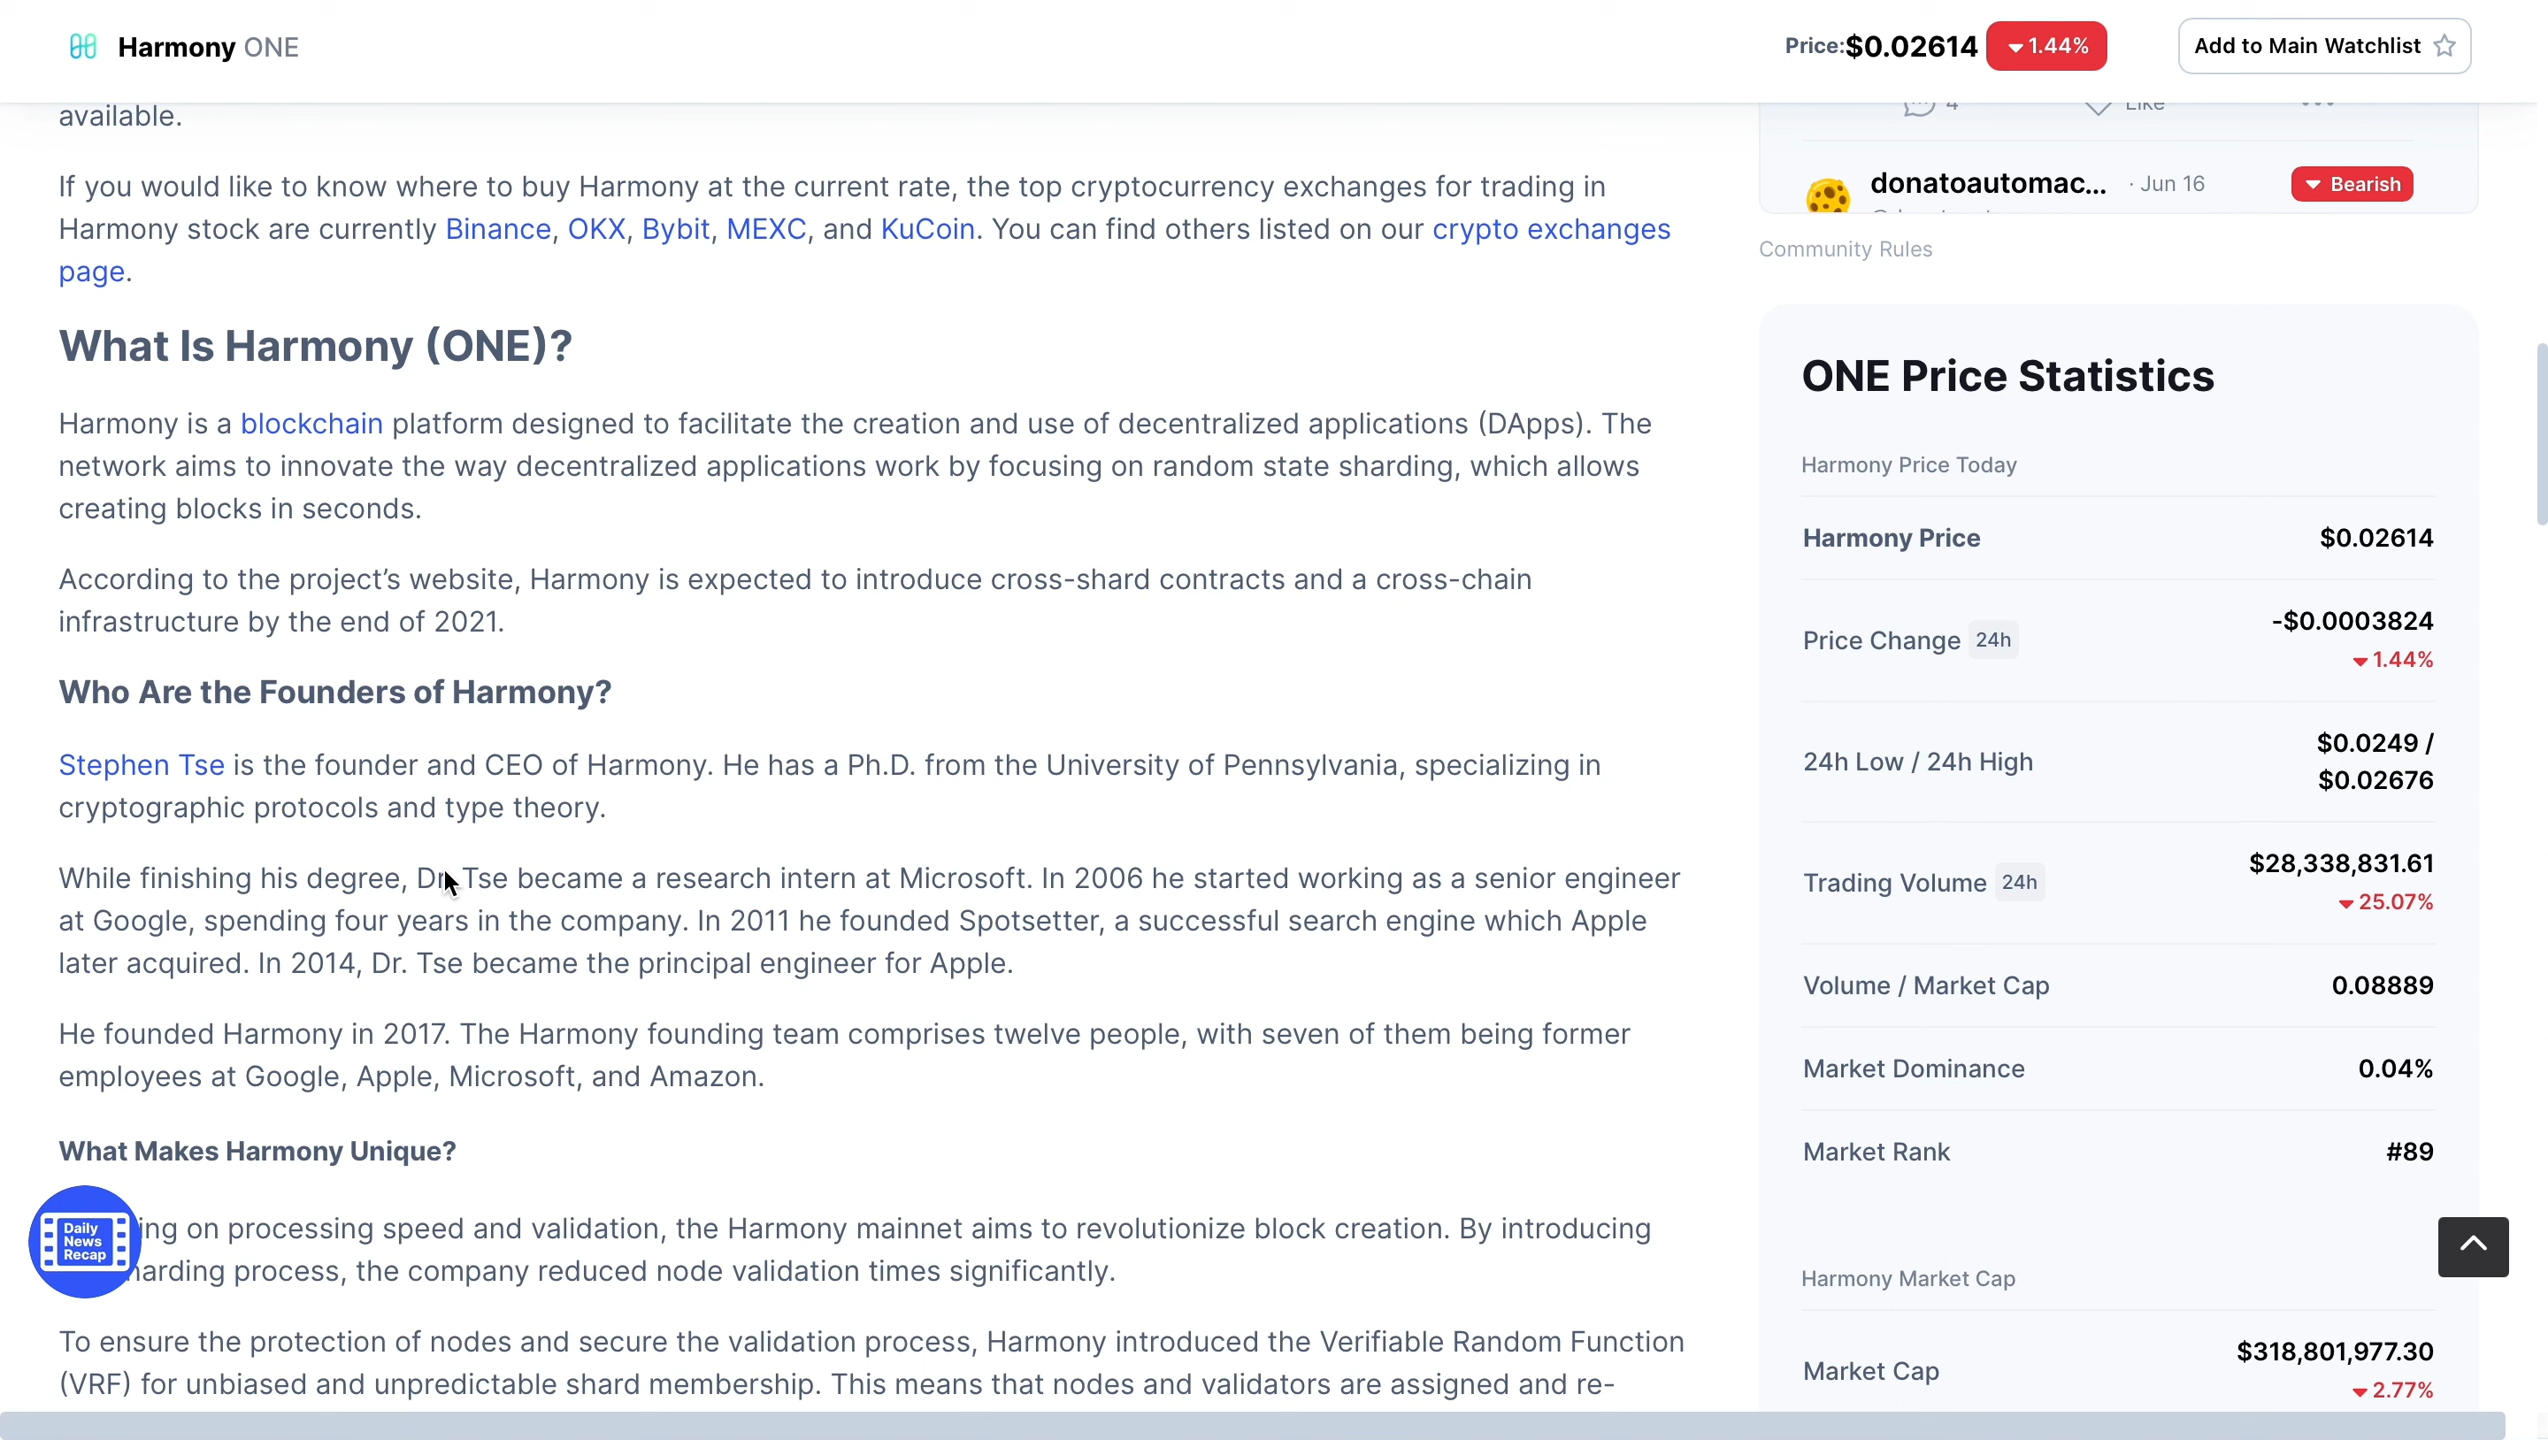 Harmony ONE
Price:$0.02614 1.44%
Add to Main Watchlist
available.
If you would like to know where to buy Harmony at the current rate, the top cryptocurrency exchanges for trading in
Harmony stock are currently Binance, OKX, Bybit, MEXC, and KuCoin. You can find others listed on our crypto exchanges
page.
What Is Harmony (ONE)?
Harmony is a blockchain platform designed to facilitate the creation and use of decentralized applications (DApps). The
network aims to innovate the way decentralized applications work by focusing on random state sharding, which allows
creating blocks in seconds.
According to the project's website, Harmony is expected to introduce cross-shard contracts and a cross-chain
infrastructure by the end of 2021.
Who Are the Founders of Harmony?
Stephen Tse is the founder and CEO of Harmony. He has a Ph.D. from the University of Pennsylvania, specializing in
cryptographic protocols and type theory.
While finishing his degree, Dr. Tse became a research intern at Microsoft. In 2006 he started working as a senior engineer
at Google, spending four years in the company. In 2011 he founded Spotsetter, a successful search engine which Apple
later acquired. In 2014, Dr. Tse became the principal engineer for Apple.
He founded Harmony in 2017. The Harmony founding team comprises twelve people, with seven of them being former
employees at Google, Apple, Microsoft, and Amazon.
What Makes Harmony Unique?
ing on processing speed and validation, the Harmony mainnet aims to revolutionize block creation. By introducing
harding process, the company reduced node validation times significantly.
Daily
News
Recap
To ensure the protection of nodes and secure the validation process, Harmony introduced the Verifiable Random Function
(VRF) for unbiased and unpredictable shard membership. This means that nodes and validators are assigned and re-
4 Like
donatoautomac... · Jun 16 Bearish
Community Rules
ONE Price Statistics
Harmony Price Today
Harmony Price $0.02614
Price Change 24h -$0.0003824
1.44%
24h Low / 24h High $0.0249 /
$0.02676
Trading Volume 24h $28,338,831.61
25.07%
Volume / Market Cap 0.08889
Market Dominance 0.04%
Market Rank #89
Harmony Market Cap
Market Cap $318,801,977.30
2.77%